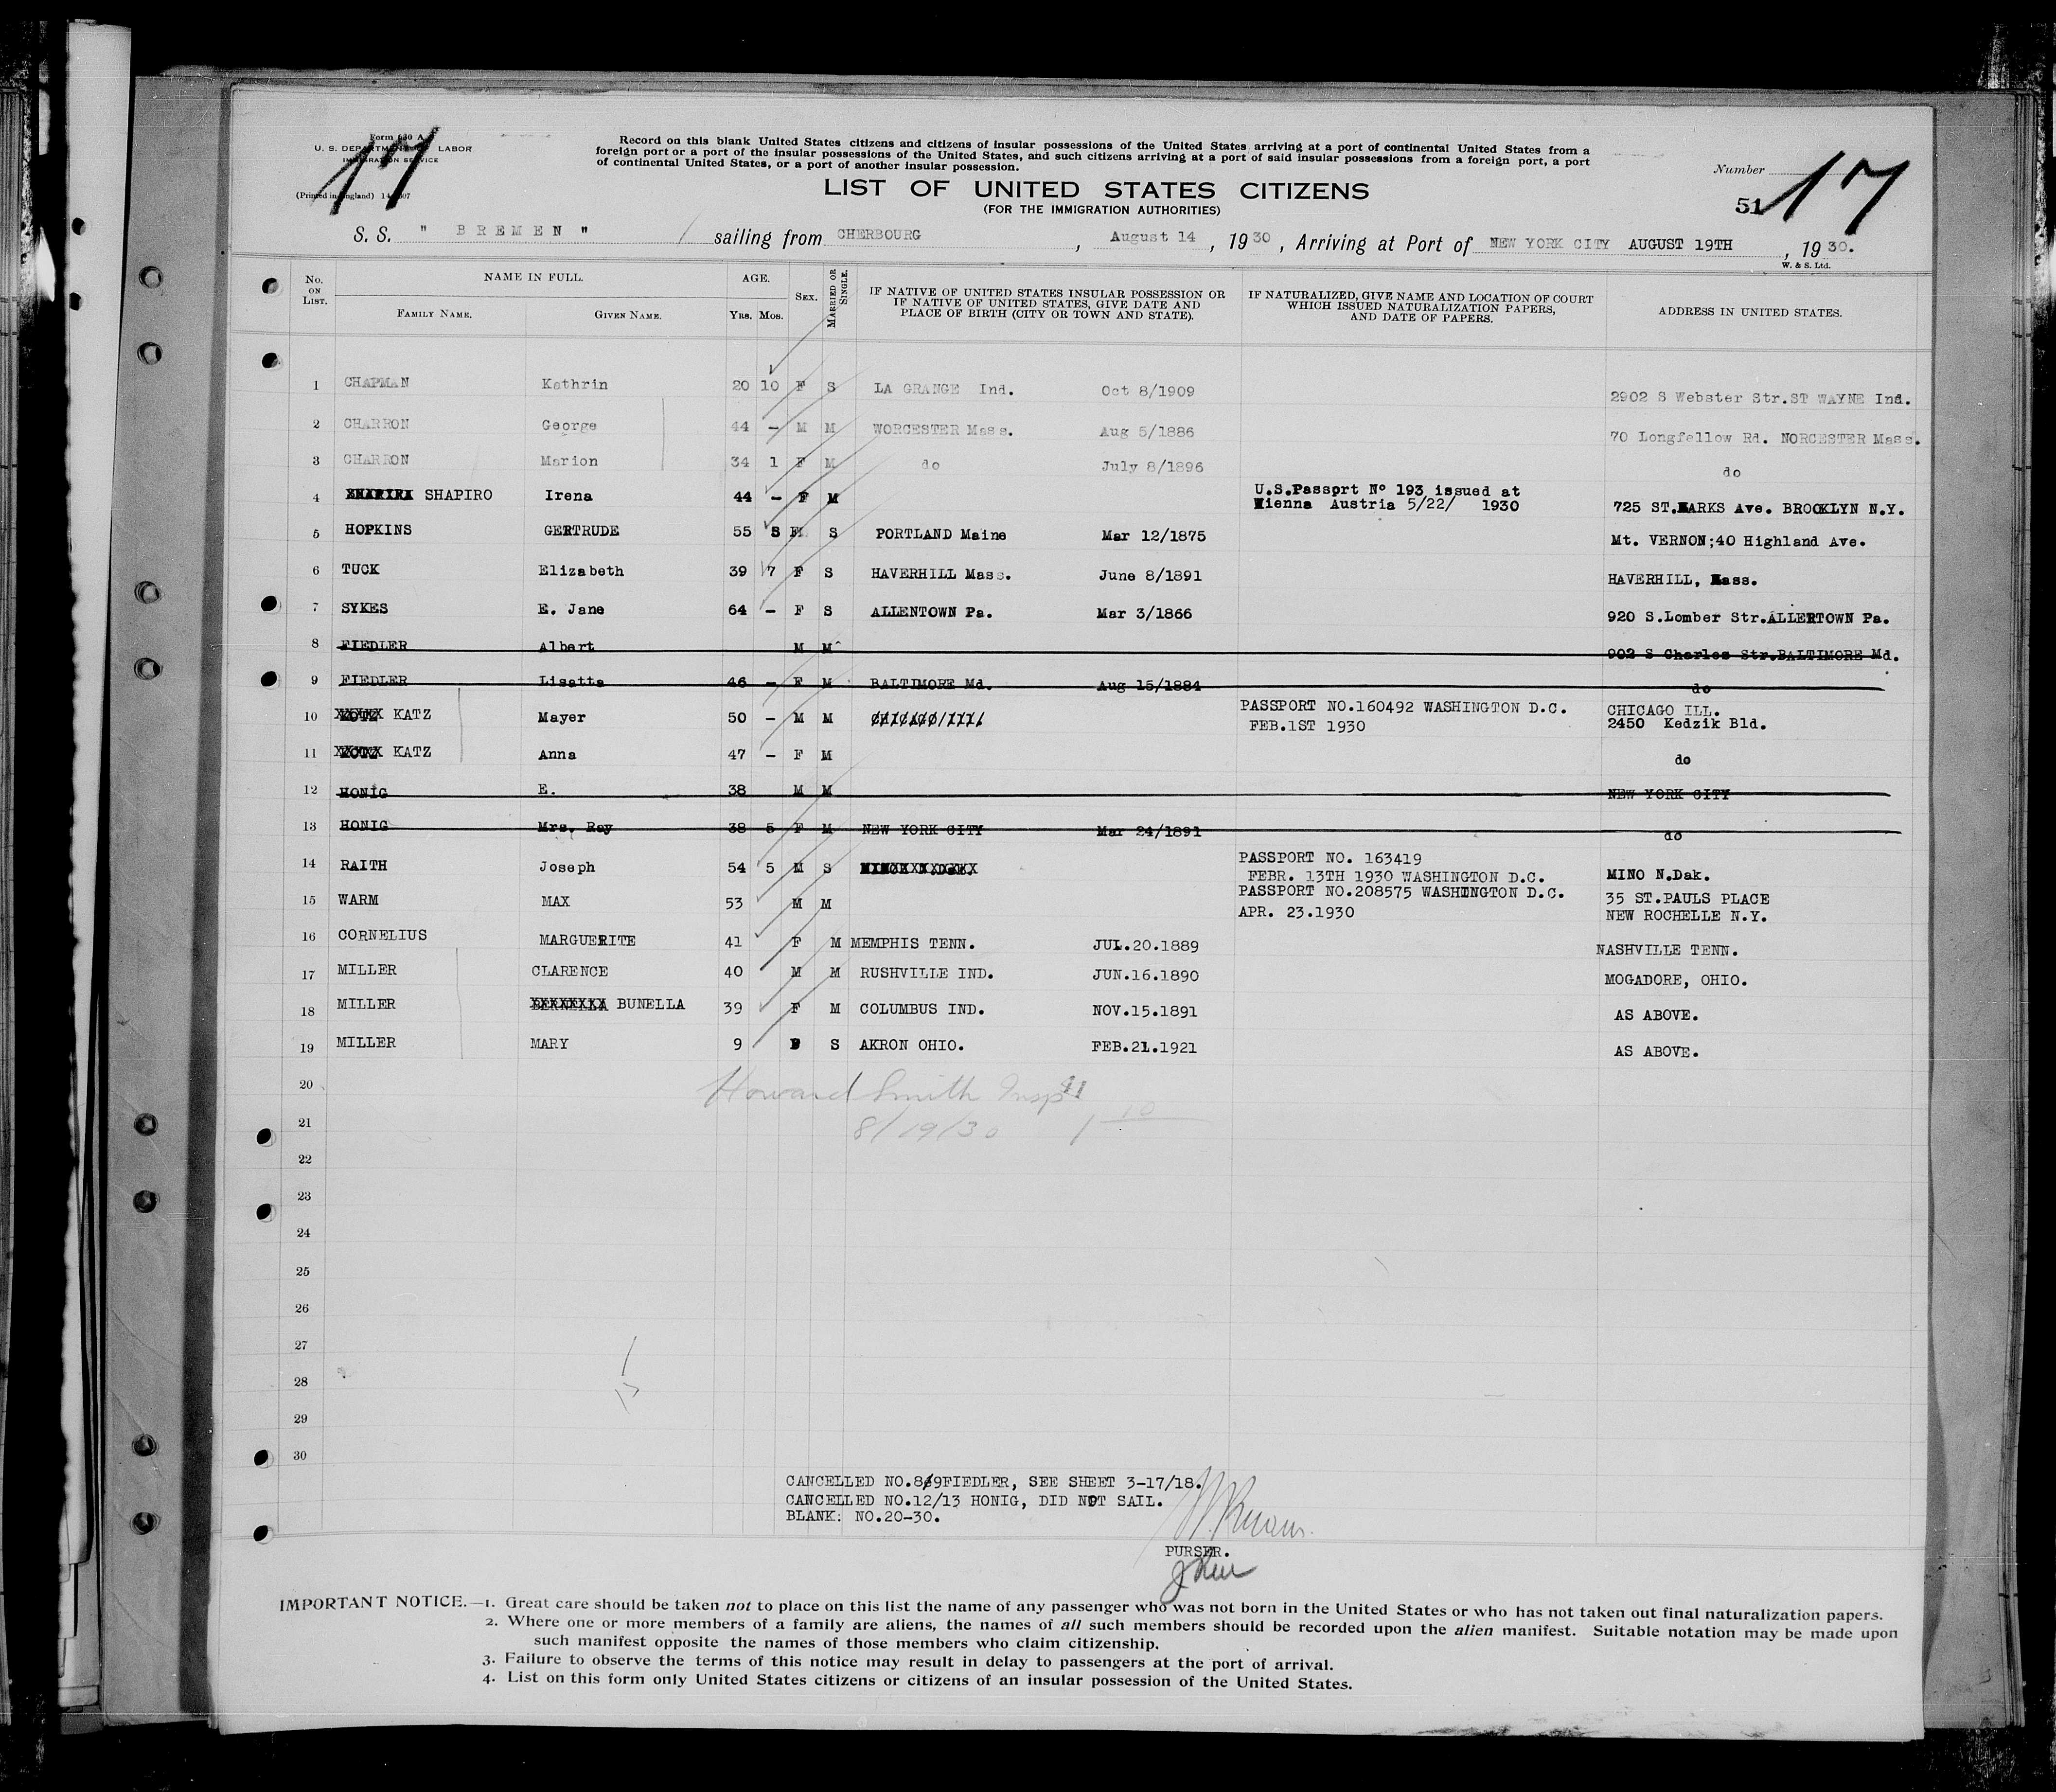 17
Form 630 A
U. S. DEPARTMENT OF LABOR
IMMIGRATION SERVICE
(Printed in England)
Record on this blank United States citizens and citizens of insular possessions of the United States arriving at a port of continental United States from a
foreign port or a port of the insular possessions of the United States, and such citizens arriving at a port of said insular possessions from a foreign port, a port
of continental United States, or a port of another insular possession.
LIST OF UNITED STATES CITIZENS
(FOR THE IMMIGRATION AUTHORITIES)
Number 17
51
S. S. " BREMEN " sailing from CHERBOURG, August 14, 1930, Arriving at Port of NEW YORK CITY AUGUST 19TH, 1930.
W. & S. Ltd.
No. ON LIST. NAME IN FULL. FAMILY NAME. GIVEN NAME. AGE. YRS. MOS. SEX. MARRIED OR SINGLE. IF NATIVE OF UNITED STATES INSULAR POSSESSION OR IF NATIVE OF UNITED STATES, GIVE DATE AND PLACE OF BIRTH (CITY OR TOWN AND STATE). IF NATURALIZED, GIVE NAME AND LOCATION OF COURT WHICH ISSUED NATURALIZATION PAPERS, AND DATE OF PAPERS. ADDRESS IN UNITED STATES.
1 CHAPMAN Kathrin 20 10 F S LA GRANGE Ind. Oct 8/1909 2902 S Webster Str.ST WAYNE Ind.
2 CHARRON George 44 - M M WORCESTER Mass. Aug 5/1886 70 Longfellow Rd. NORCESTER Mass.
3 CHARRON Marion 34 1 F M do July 8/1896 do
4 SHAPIRA SHAPIRO Irena 44 - F M U.S.Passprt No 193 issued at Wienna Austria 5/22/ 1930 725 ST.MARKS Ave. BROOKLYN N.Y.
5 HOPKINS GERTRUDE 55 S F S PORTLAND Maine Mar 12/1875 Mt. VERNON;40 Highland Ave.
6 TUCK Elizabeth 39 7 F S HAVERHILL Mass. June 8/1891 HAVERHILL, Mass.
7 SYKES E. Jane 64 - F S ALLENTOWN Pa. Mar 3/1866 920 S.Lomber Str.ALLERTOWN Pa.
8 FIEDLER Albert M M 902 S Charles Str.BALTIMORE Md.
9 FIEDLER Lisette 46 - F M BALTIMORE Md. Aug 15/1884 do
10 KATZ Mayer 50 - M M PASSPORT NO.160492 WASHINGTON D.C. FEB.1ST 1930 CHICAGO ILL. 2450 Kedzik Bld.
11 KATZ Anna 47 - F M do
12 HONIG E. 38 M M NEW YORK CITY
13 HONIG Mrs. Ray 38 5 F M NEW YORK CITY Mar 24/1891 do
14 RAITH Joseph 54 5 M S PASSPORT NO. 163419 FEBR. 13TH 1930 WASHINGTON D.C. MINO N.Dak.
15 WARM MAX 53 M M PASSPORT NO.208575 WASHINGTON D.C. APR. 23.1930 35 ST.PAULS PLACE NEW ROCHELLE N.Y.
16 CORNELIUS MARGUERITE 41 F M MEMPHIS TENN. JUL.20.1889 NASHVILLE TENN.
17 MILLER CLARENCE 40 M M RUSHVILLE IND. JUN.16.1890 MOGADORE, OHIO.
18 MILLER BUNELLA 39 F M COLUMBUS IND. NOV.15.1891 AS ABOVE.
19 MILLER MARY 9 F S AKRON OHIO. FEB.21.1921 AS ABOVE.
20 Howard Smith Insp
21 8/19/30
22
23
24
25
26
27
28
29
30
CANCELLED NO.8/9FIEDLER, SEE SHEET 3-17/18.
CANCELLED NO.12/13 HONIG, DID NOT SAIL.
BLANK: NO.20-30.
PURSER.
IMPORTANT NOTICE.—1. Great care should be taken not to place on this list the name of any passenger who was not born in the United States or who has not taken out final naturalization papers.
2. Where one or more members of a family are aliens, the names of all such members should be recorded upon the alien manifest. Suitable notation may be made upon
such manifest opposite the names of those members who claim citizenship.
3. Failure to observe the terms of this notice may result in delay to passengers at the port of arrival.
4. List on this form only United States citizens or citizens of an insular possession of the United States.